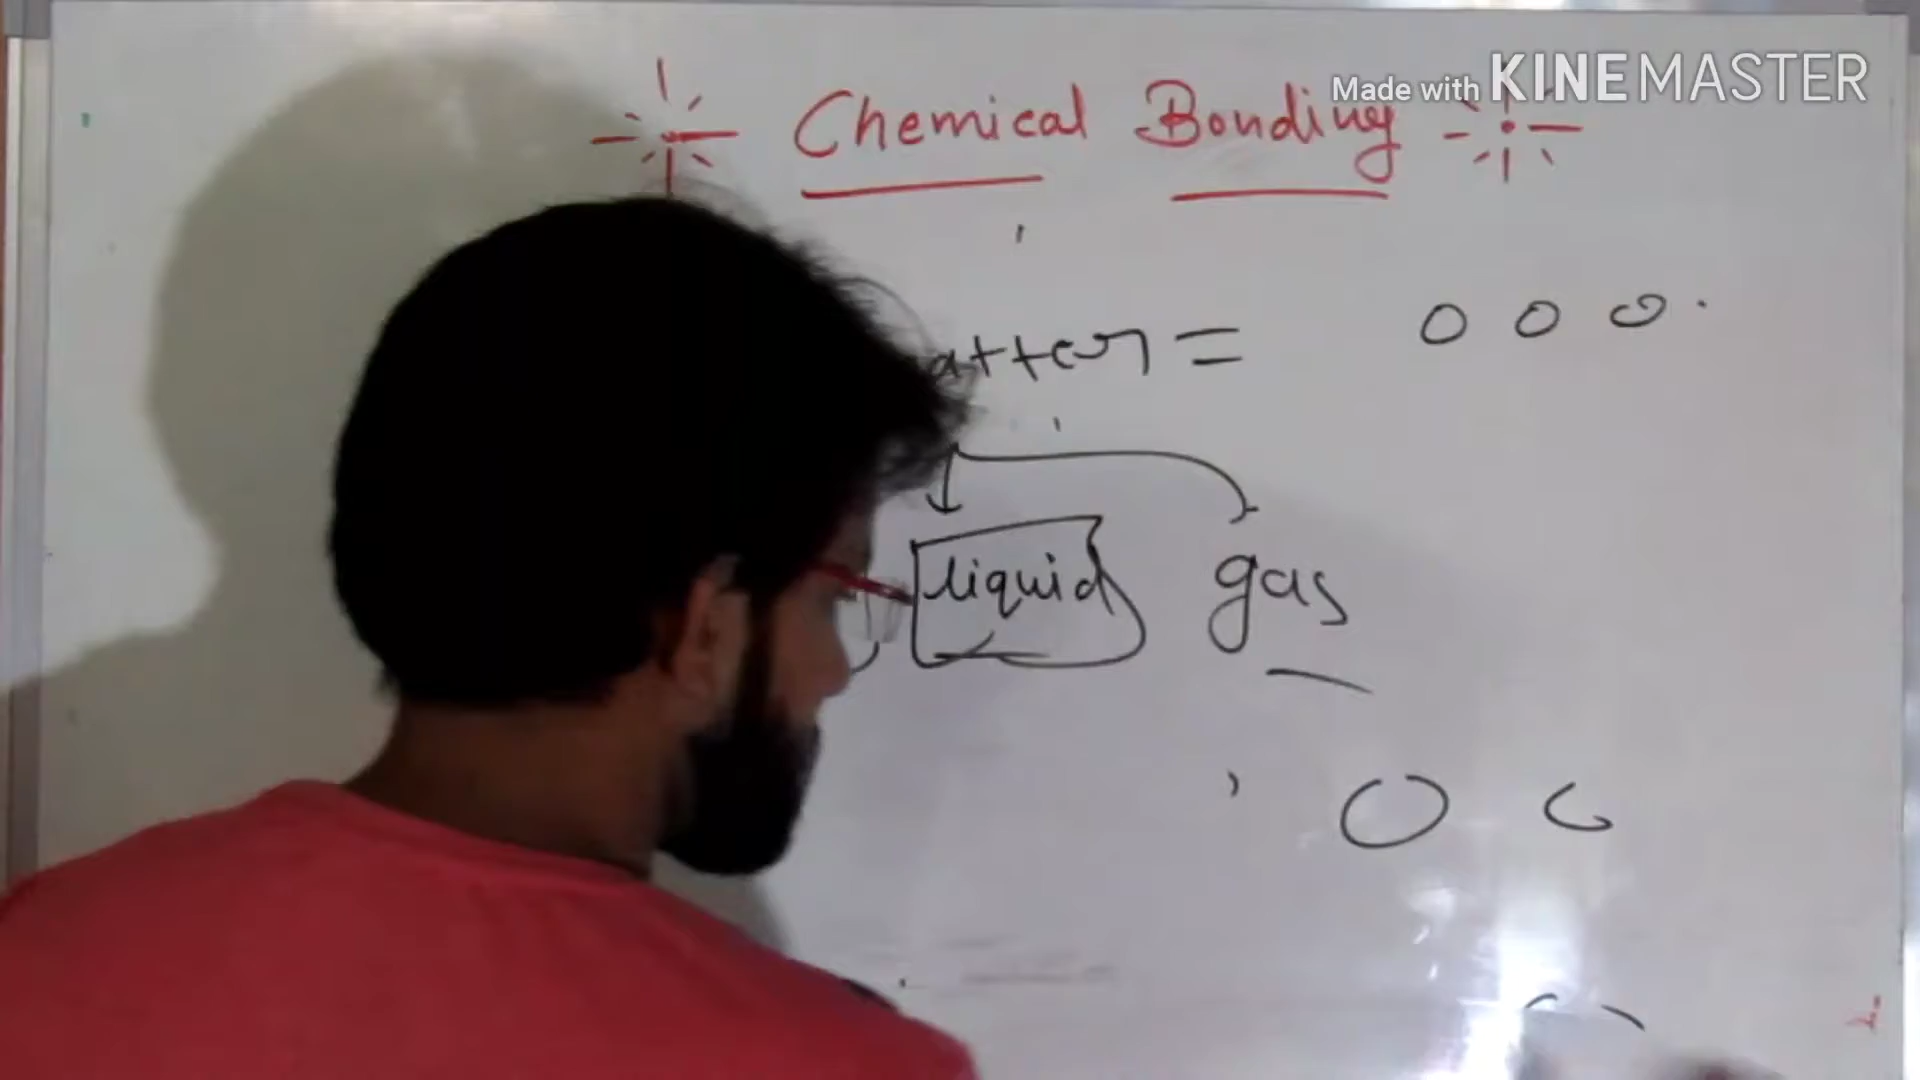 Made with KINEMASTER
Chemical Bonding
atter =
liquid gas